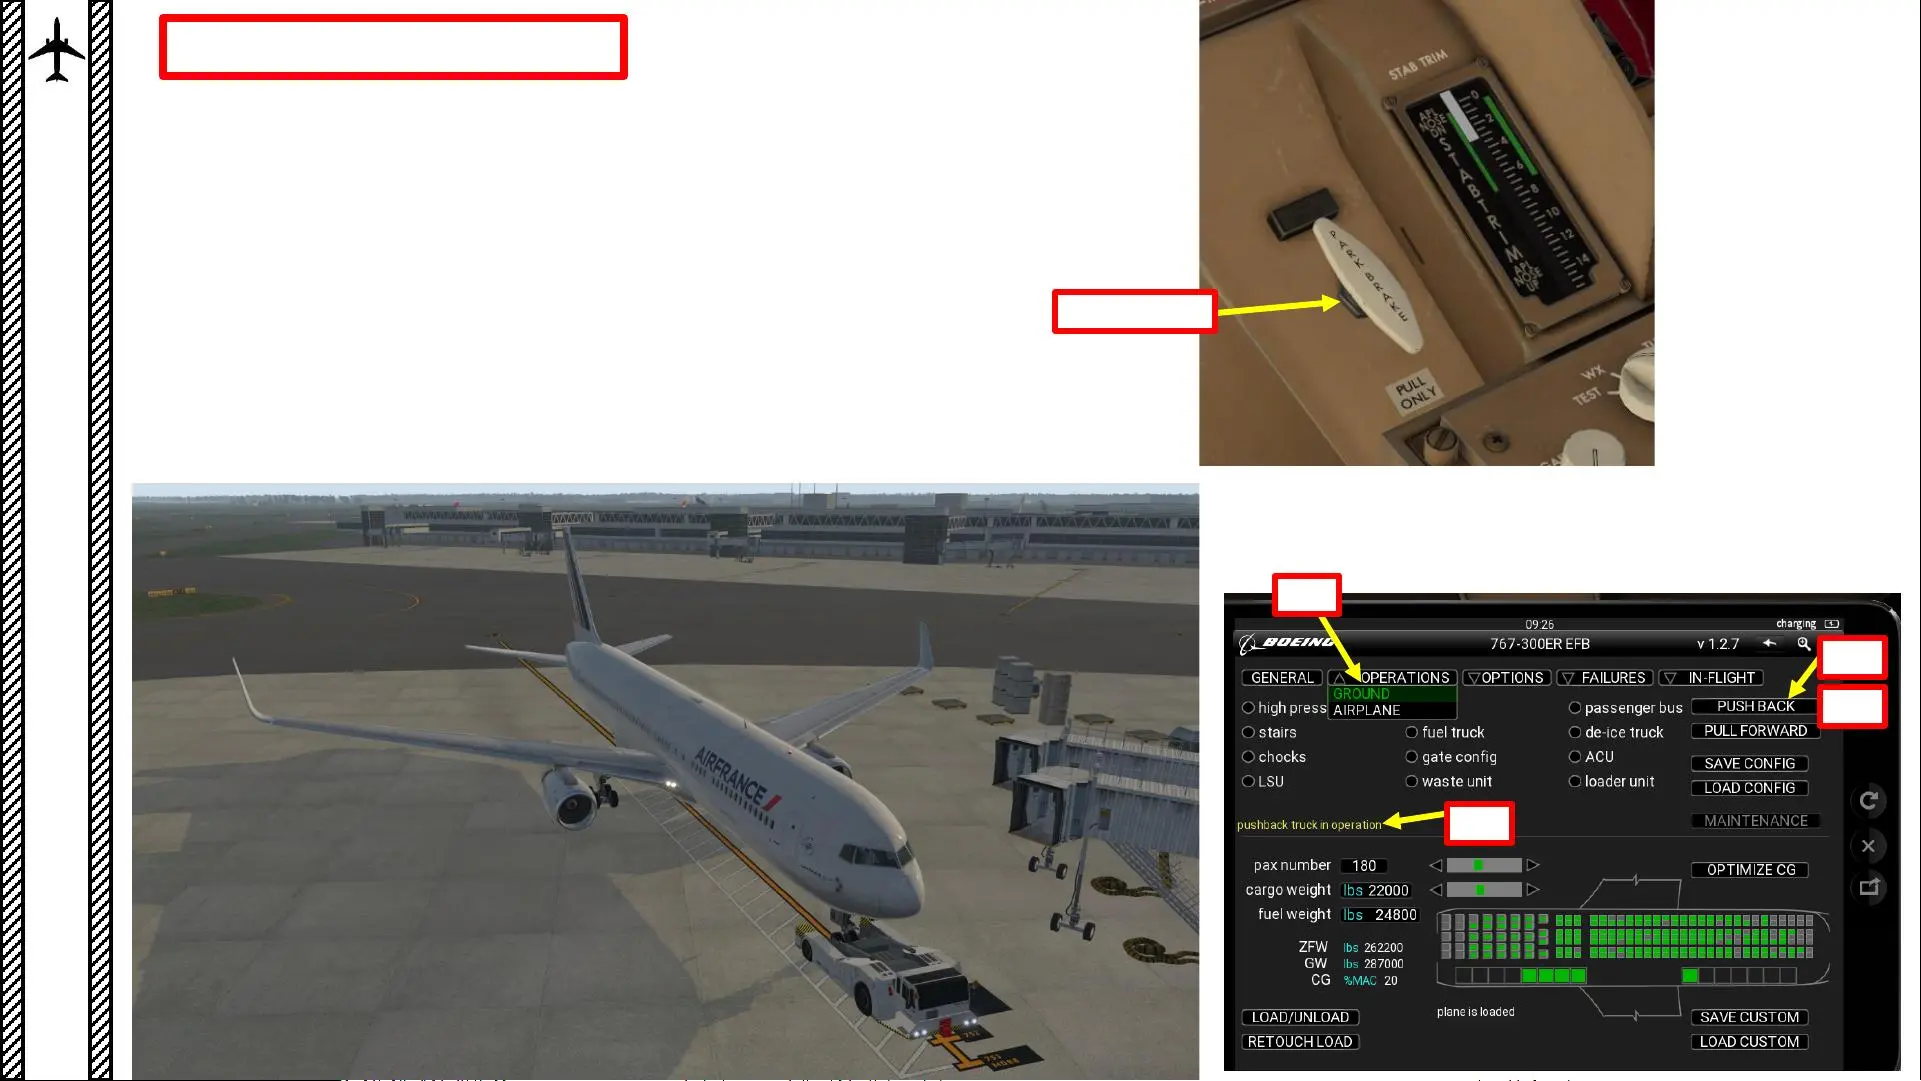 STAB TRIM
APL
NOSE
DN
0
2
4
6
8
10
12
14
STAB TRIM
APL
NOSE
UP
PARK BRAKE
PULL
ONLY
WX
TEST
AIRFRANCE
09:26
charging
BOEING
767-300ER EFB
v 1.2.7
GENERAL
OPERATIONS
OPTIONS
FAILURES
IN-FLIGHT
GROUND
AIRPLANE
high press
passenger bus
PUSH BACK
stairs
fuel truck
de-ice truck
PULL FORWARD
chocks
gate config
ACU
SAVE CONFIG
LSU
waste unit
loader unit
LOAD CONFIG
pushback truck in operation
MAINTENANCE
pax number 180
OPTIMIZE CG
cargo weight lbs 22000
fuel weight lbs 24800
ZFW lbs 262200
GW lbs 287000
CG %MAC 20
plane is loaded
LOAD/UNLOAD
SAVE CUSTOM
RETOUCH LOAD
LOAD CUSTOM